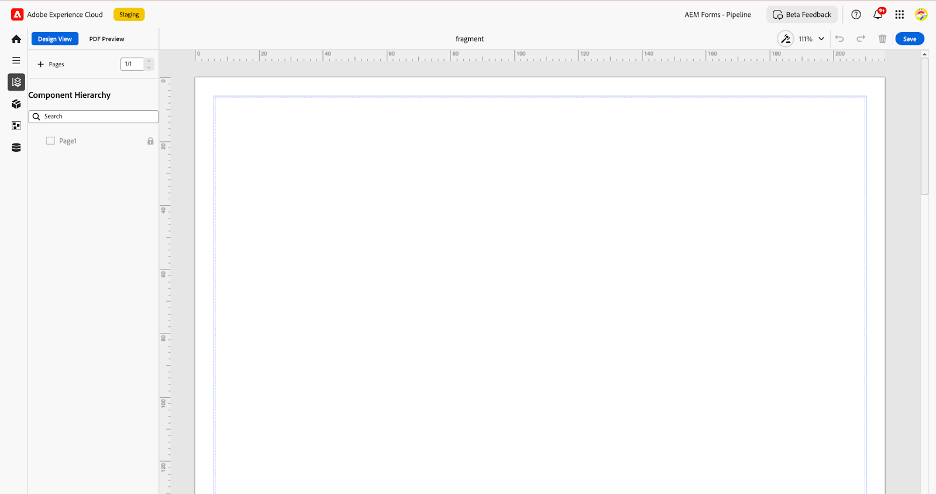 Adobe Experience Cloud
Staging
AEM Forms - Pipeline
Beta Feedback
9+
Design View
PDF Preview
fragment
111%
Save
Pages
1/1
Component Hierarchy
Search
Page1
0 20 40 60 80 100 120 140 160 180 200
0
20
40
60
80
100
120